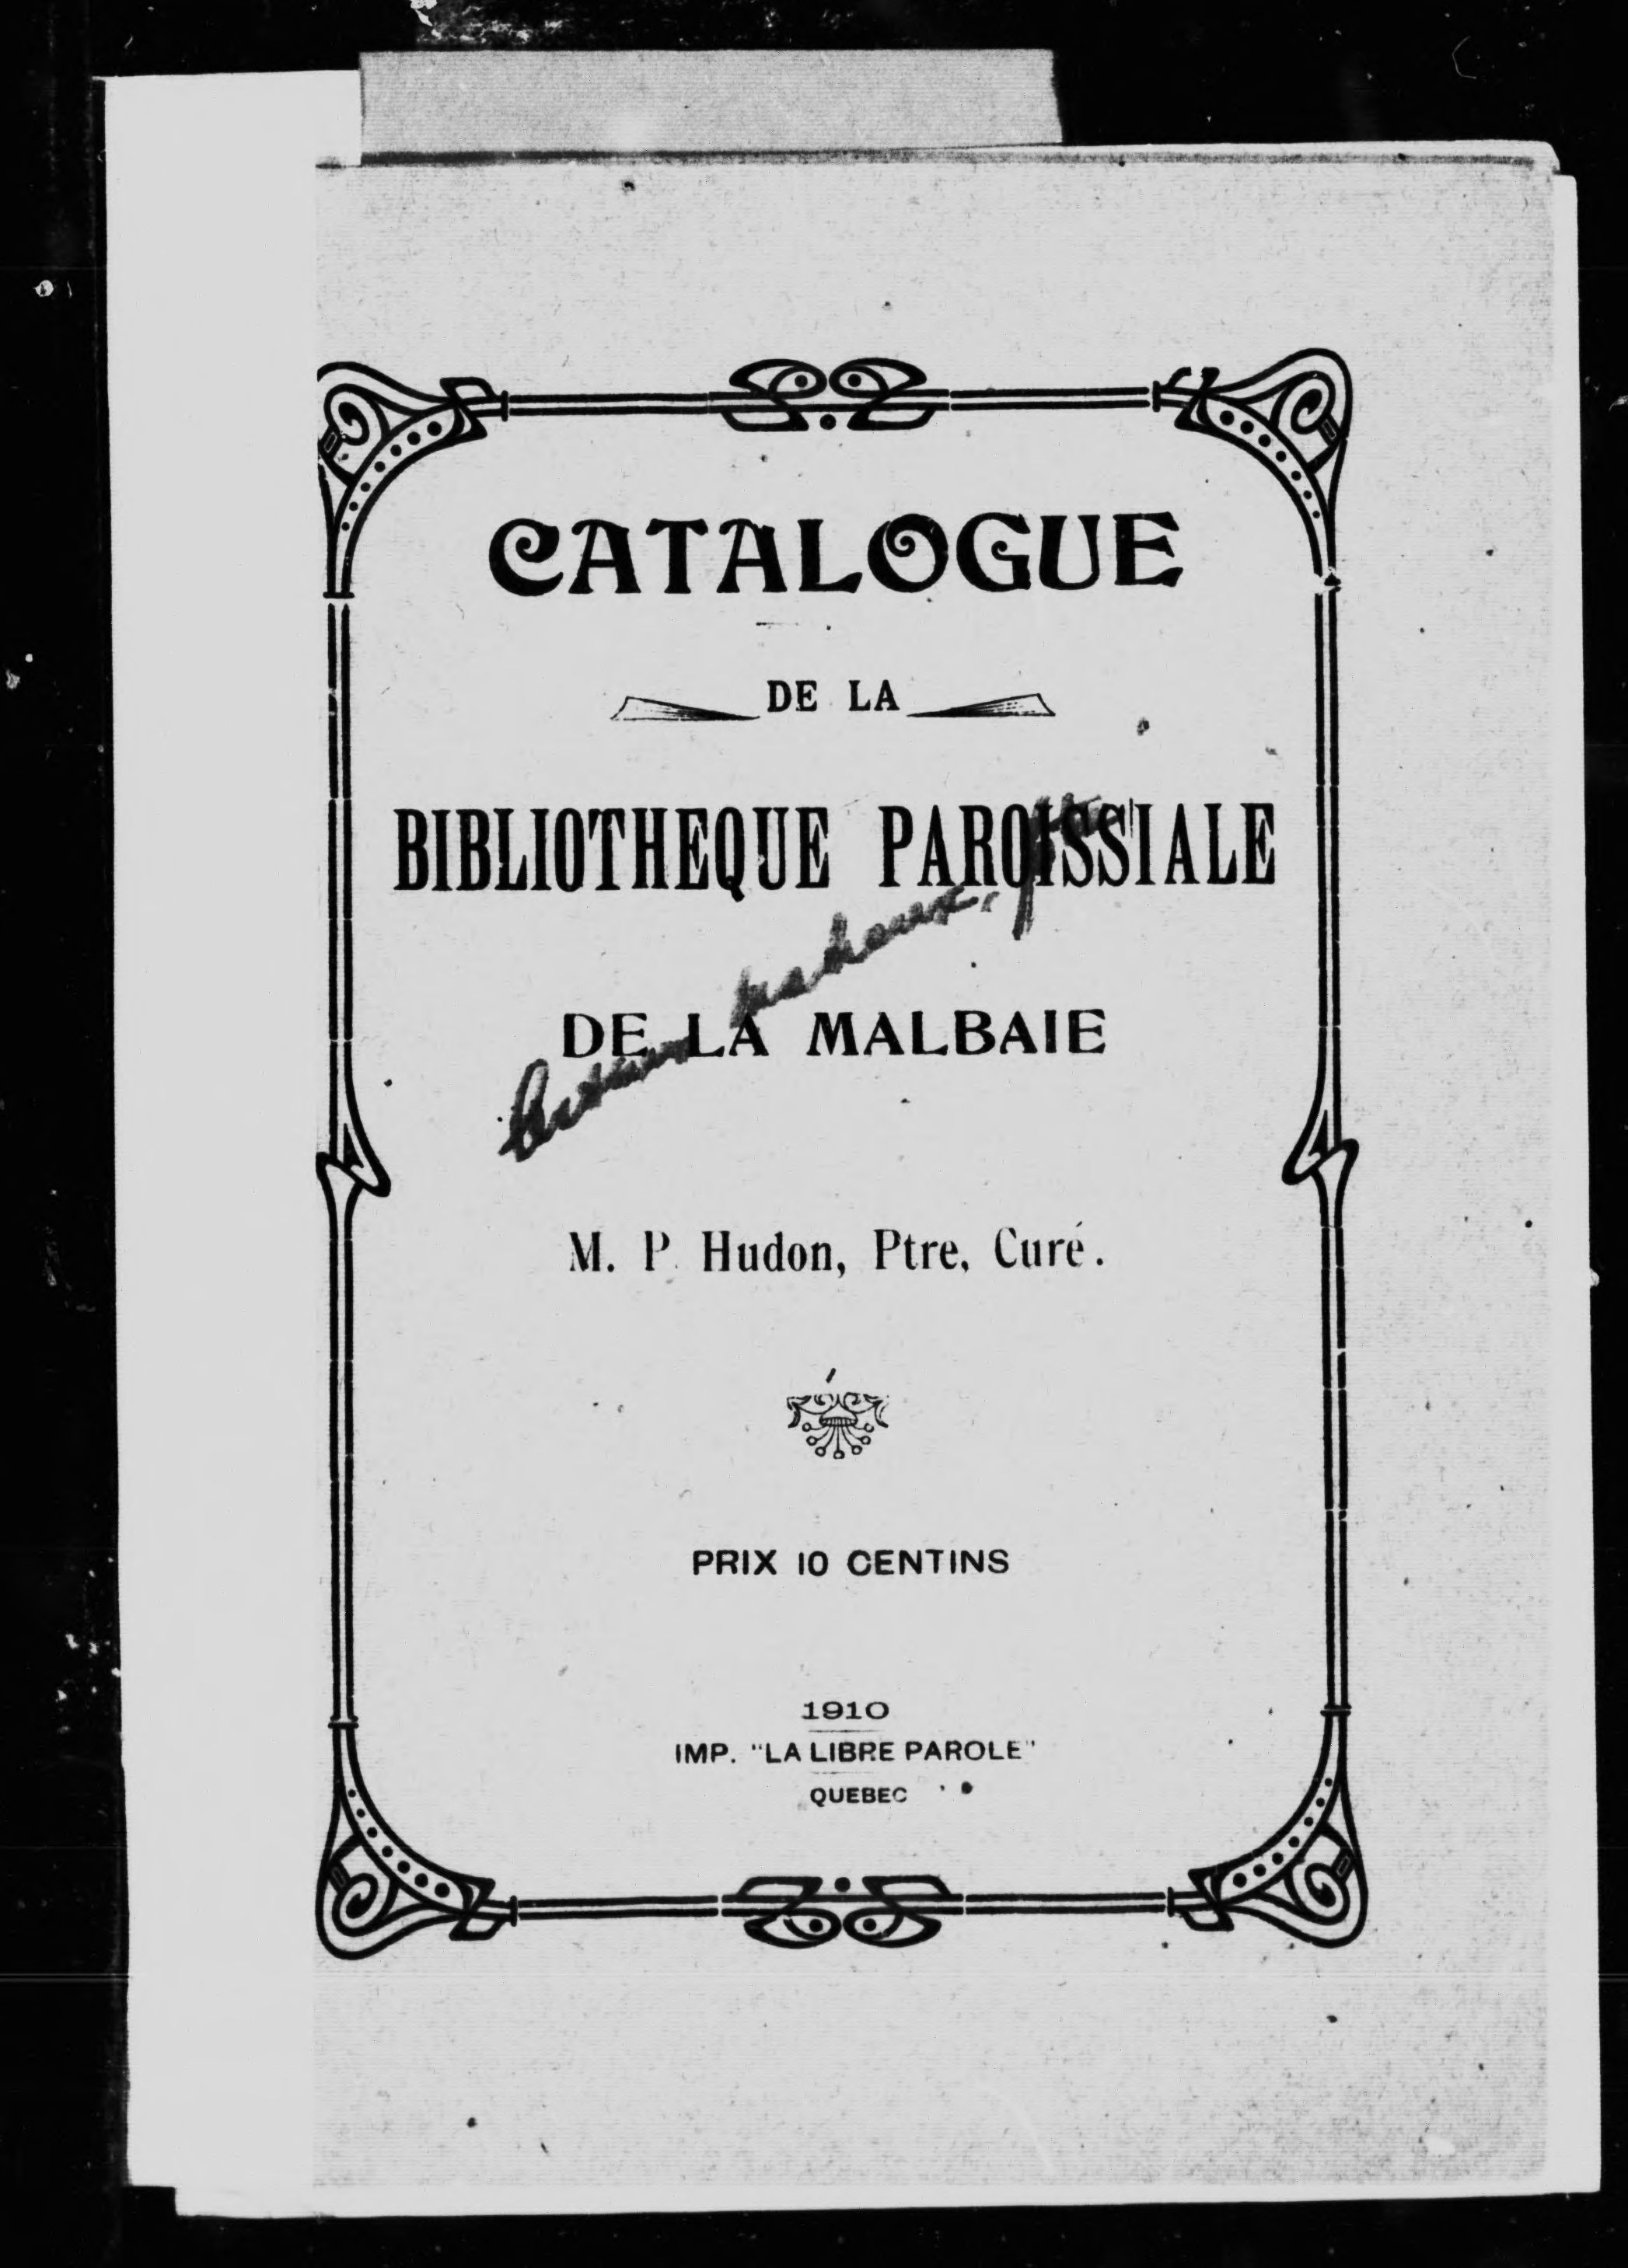 CATALOGUE
DE LA
BIBLIOTHEQUE PAROISSIALE
DE LA MALBAIE
M. P. Hudon, Ptre, Curé.
PRIX 10 CENTINS
1910
IMP. "LA LIBRE PAROLE"
QUEBEC